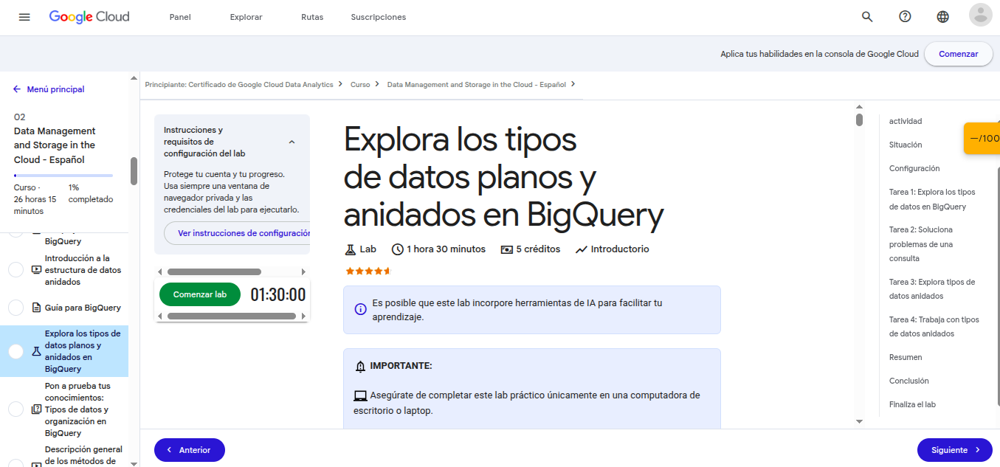 Google Cloud
Panel
Explorar
Rutas
Suscripciones
Aplica tus habilidades en la consola de Google Cloud
Comenzar
Menú principal
02
Data Management
and Storage in the
Cloud - Español
Curso ·
26 horas 15
minutos
1%
completado
BigQuery
Introducción a la
estructura de datos
anidados
Guía para BigQuery
Explora los tipos de
datos planos y
anidados en
BigQuery
Pon a prueba tus
conocimientos:
Tipos de datos y
organización en
BigQuery
Descripción general
de los métodos de
Principiante: Certificado de Google Cloud Data Analytics
Curso
Data Management and Storage in the Cloud - Español
Instrucciones y
requisitos de
configuración del lab
Protege tu cuenta y tu progreso.
Usa siempre una ventana de
navegador privada y las
credenciales del lab para ejecutarlo.
Ver instrucciones de configuración
Comenzar lab
01:30:00
Explora los tipos
de datos planos y
anidados en BigQuery
Lab
1 hora 30 minutos
5 créditos
Introductorio
Es posible que este lab incorpore herramientas de IA para facilitar tu
aprendizaje.
IMPORTANTE:
Asegúrate de completar este lab práctico únicamente en una computadora de
escritorio o laptop.
actividad
Situación
Configuración
Tarea 1: Explora los tipos
de datos en BigQuery
Tarea 2: Soluciona
problemas de una
consulta
Tarea 3: Explora tipos de
datos anidados
Tarea 4: Trabaja con tipos
de datos anidados
Resumen
Conclusión
Finaliza el lab
—/100
Anterior
Siguiente